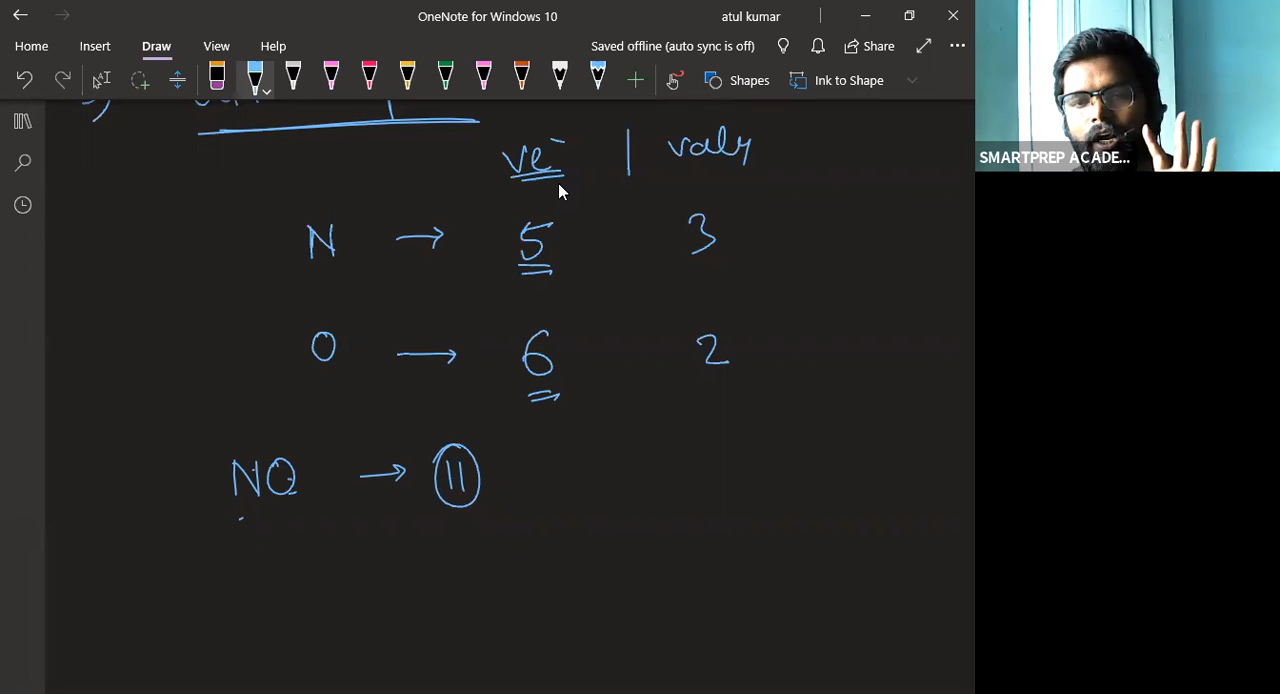 OneNote for Windows 10
atul kumar
Home Insert Draw View Help
Saved offline (auto sync is off)
Share
Shapes
Ink to Shape
SMARTPREP ACADE...
ve⁻ | valy
N → 5 3
O → 6 2
NO → 11